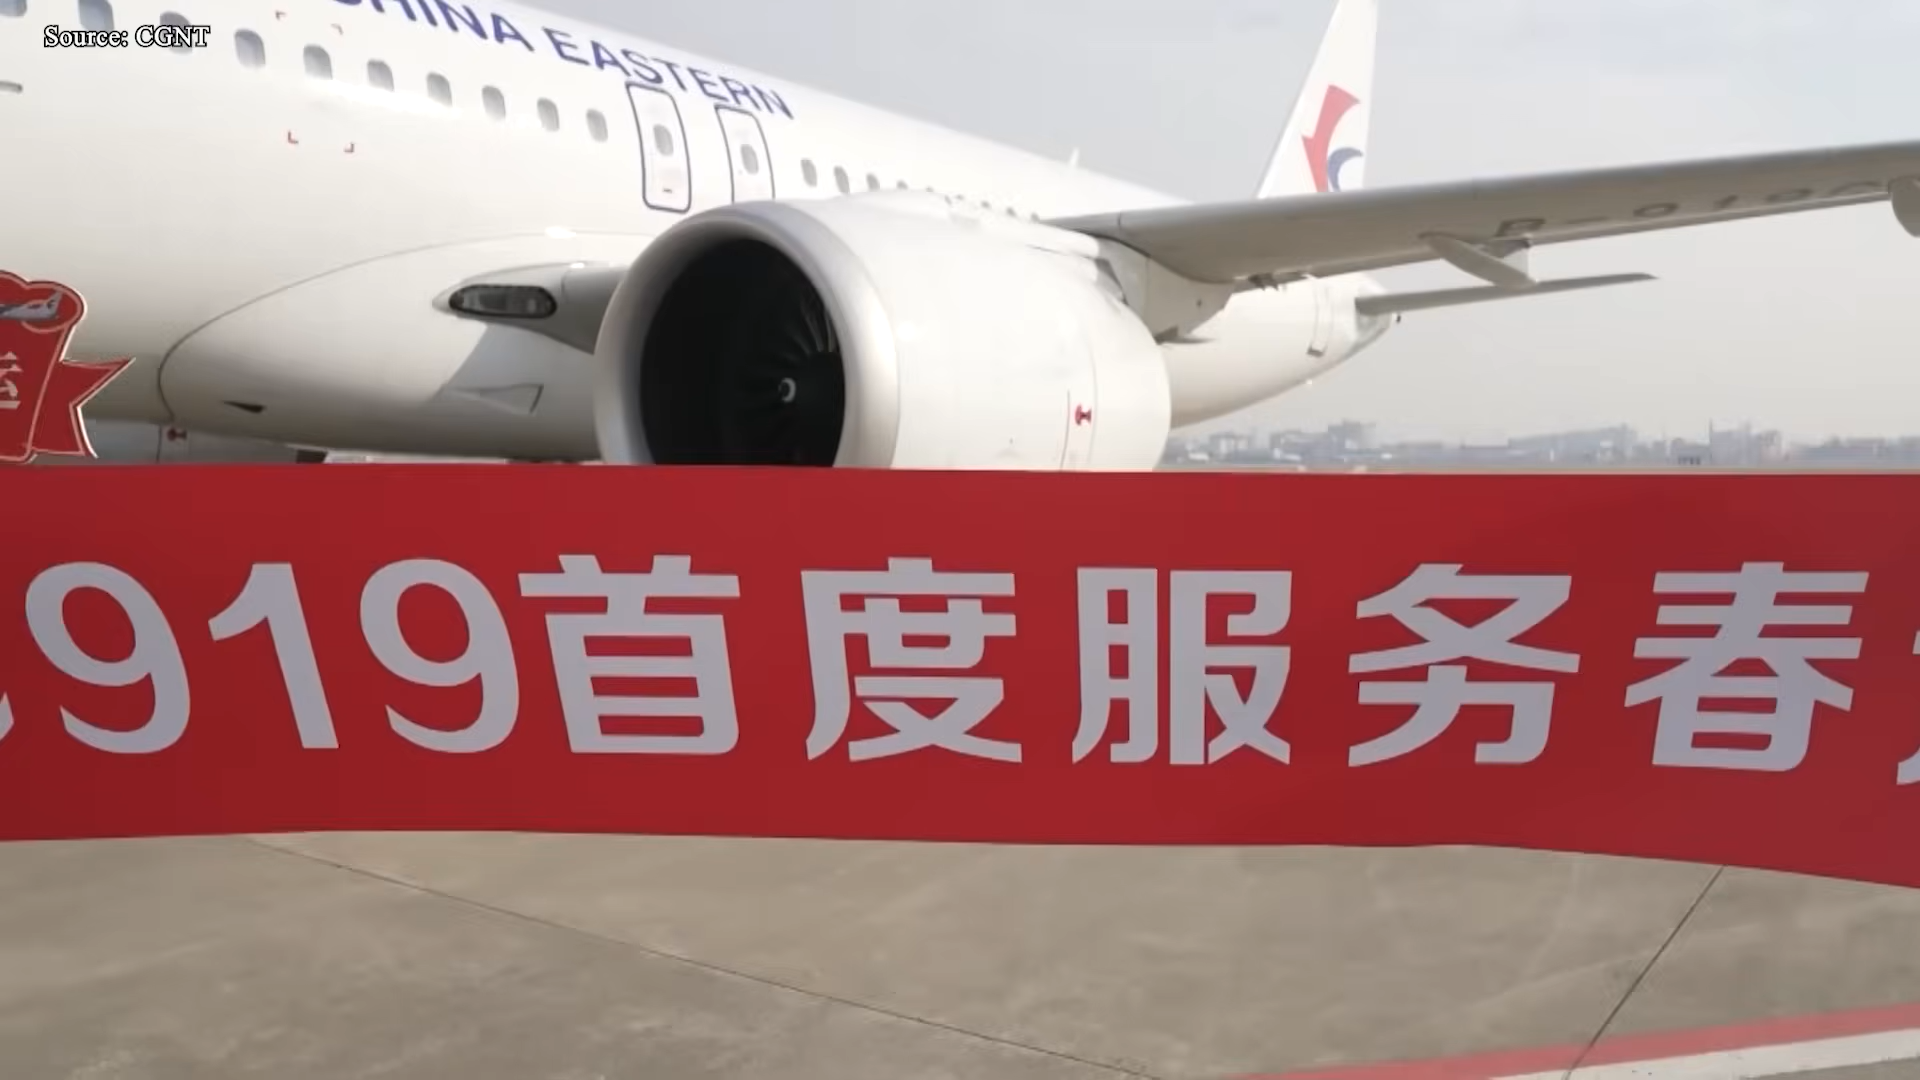 Source: CGNT
CHINA EASTERN
919首度服务春